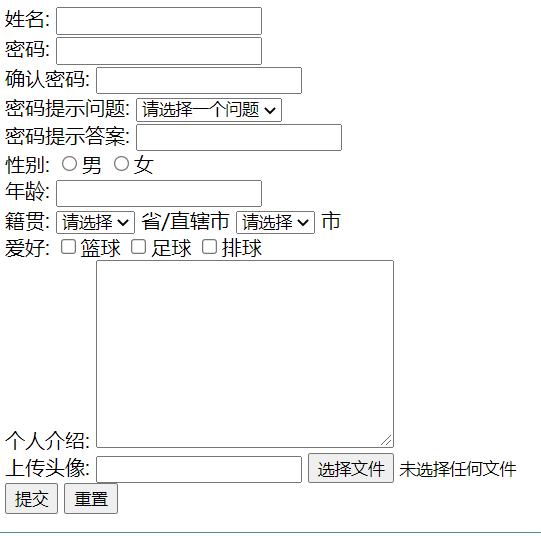 姓名:
密码:
确认密码:
密码提示问题: 请选择一个问题
密码提示答案:
性别: 男 女
年龄:
籍贯: 请选择 省/直辖市 请选择 市
爱好: 篮球 足球 排球
个人介绍:
上传头像: 选择文件 未选择任何文件
提交 重置